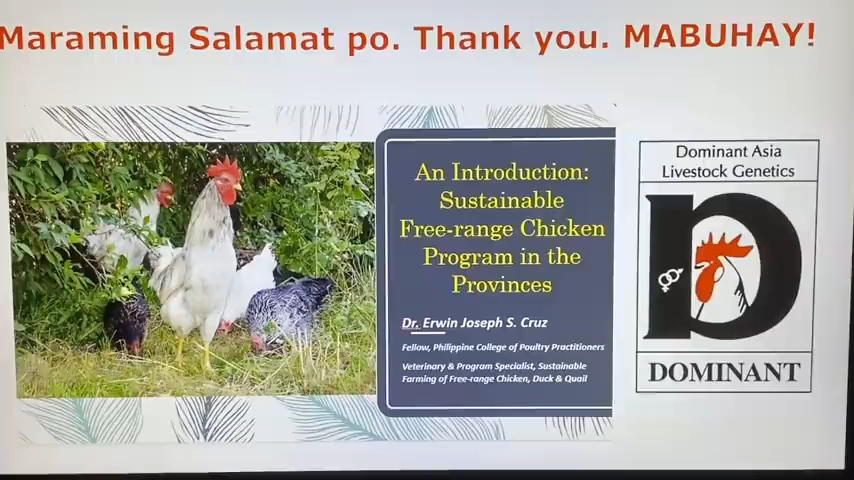 Maraming Salamat po. Thank you. MABUHAY!
An Introduction:
Sustainable
Free-range Chicken
Program in the
Provinces
Dr. Erwin Joseph S. Cruz
Fellow, Philippine College of Poultry Practitioners
Veterinary & Program Specialist, Sustainable
Farming of Free-range Chicken, Duck & Quail
Dominant Asia
Livestock Genetics
D
DOMINANT